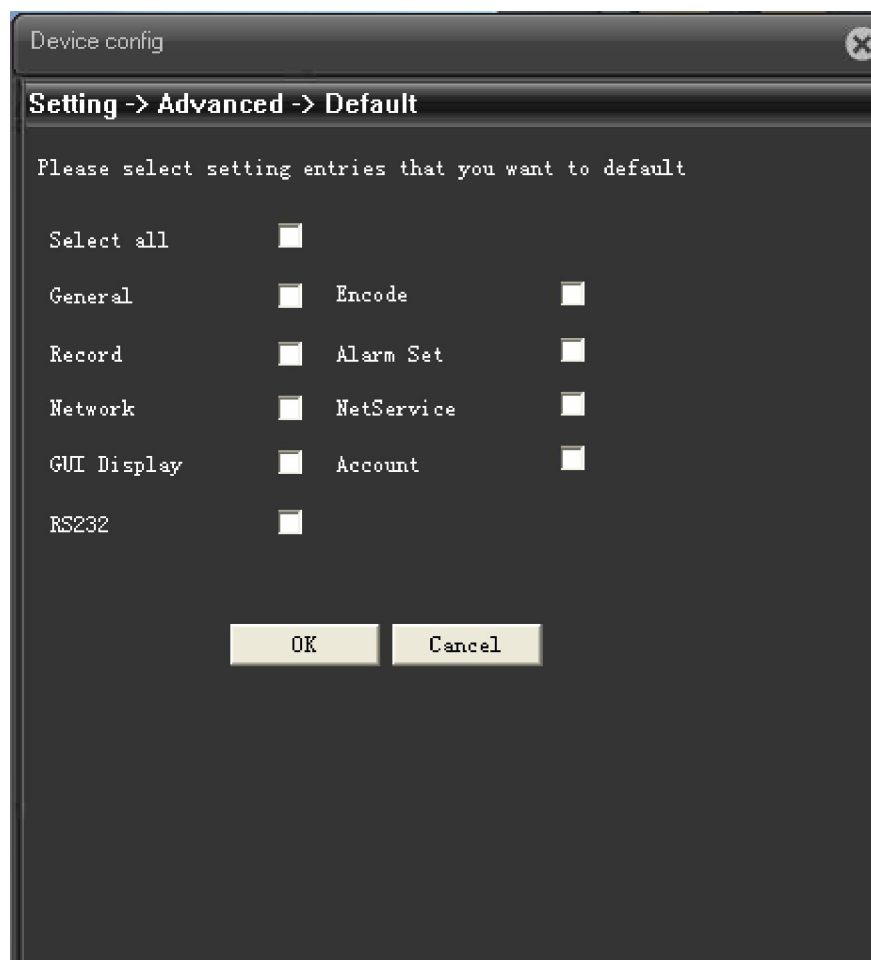 Device config
Setting -> Advanced -> Default
Please select setting entries that you want to default
Select all
General Encode
Record Alarm Set
Network NetService
GUI Display Account
RS232
OK Cancel